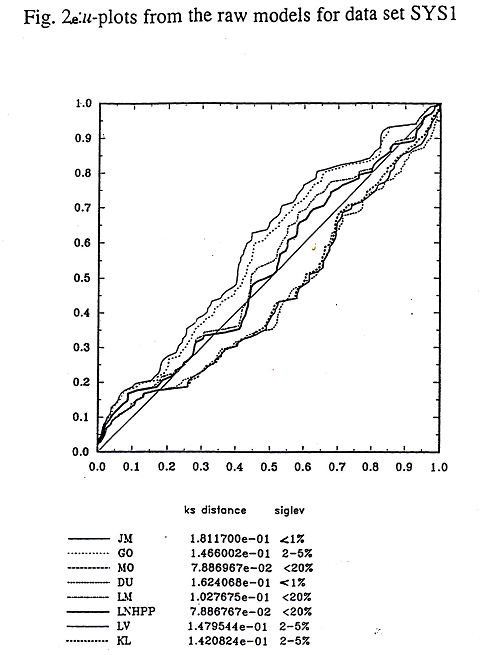 Fig. 2e:u-plots from the raw models for data set SYS1
1.0
0.9
0.8
0.7
0.6
0.5
0.4
0.3
0.2
0.1
0.0
0.0 0.1 0.2 0.3 0.4 0.5 0.6 0.7 0.8 0.9 1.0
ks distance siglev
JM 1.811700e-01 <1%
GO 1.466002e-01 2-5%
MO 7.886967e-02 <20%
DU 1.624068e-01 <1%
LM 1.027675e-01 <20%
LNHPP 7.886767e-02 <20%
LV 1.479544e-01 2-5%
KL 1.420824e-01 2-5%